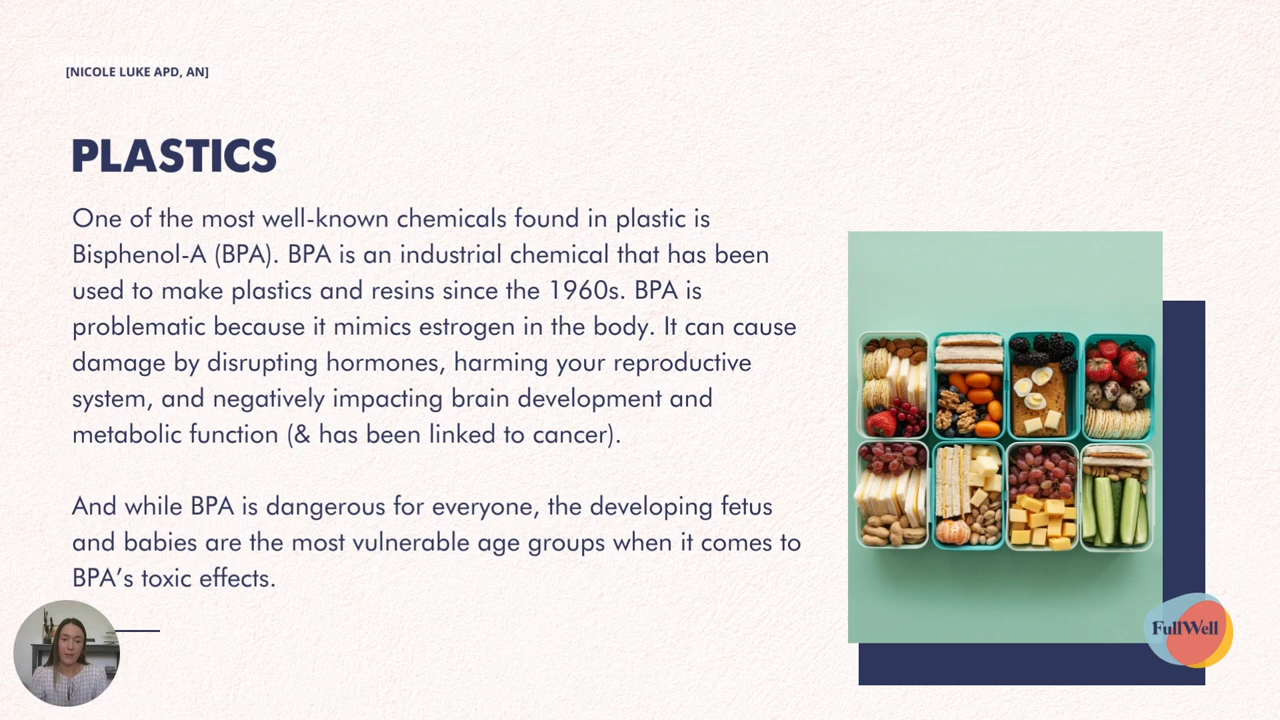 [NICOLE LUKE APD, AN]
PLASTICS
One of the most well-known chemicals found in plastic is
Bisphenol-A (BPA). BPA is an industrial chemical that has been
used to make plastics and resins since the 1960s. BPA is
problematic because it mimics estrogen in the body. It can cause
damage by disrupting hormones, harming your reproductive
system, and negatively impacting brain development and
metabolic function (& has been linked to cancer).
And while BPA is dangerous for everyone, the developing fetus
and babies are the most vulnerable age groups when it comes to
BPA’s toxic effects.
FullWell